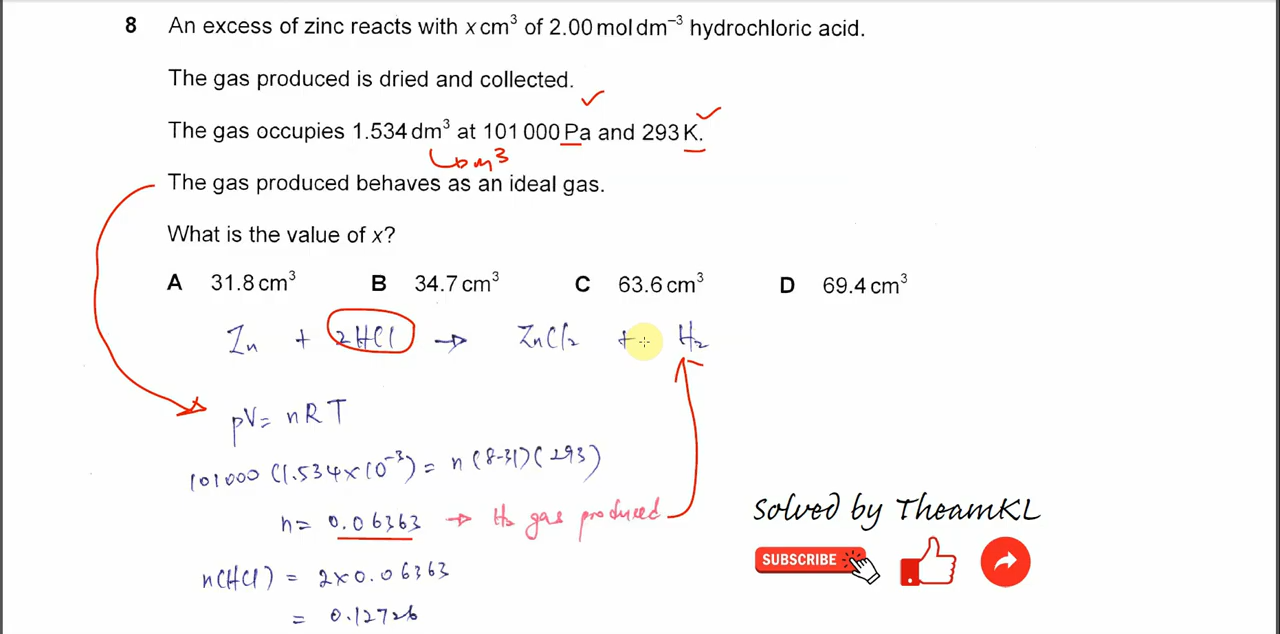 8 An excess of zinc reacts with x cm³ of 2.00 mol dm⁻³ hydrochloric acid.
The gas produced is dried and collected.
The gas occupies 1.534 dm³ at 101 000 Pa and 293 K.
m³
The gas produced behaves as an ideal gas.
What is the value of x?
A 31.8 cm³ B 34.7 cm³ C 63.6 cm³ D 69.4 cm³
Zn + 2HCl → ZnCl₂ + H₂
pV = nRT
101000 (1.534×10⁻³) = n (8.31)(293)
n = 0.06363 → H₂ gas produced
n(HCl) = 2×0.06363
= 0.12726
Solved by TheamKL
SUBSCRIBE